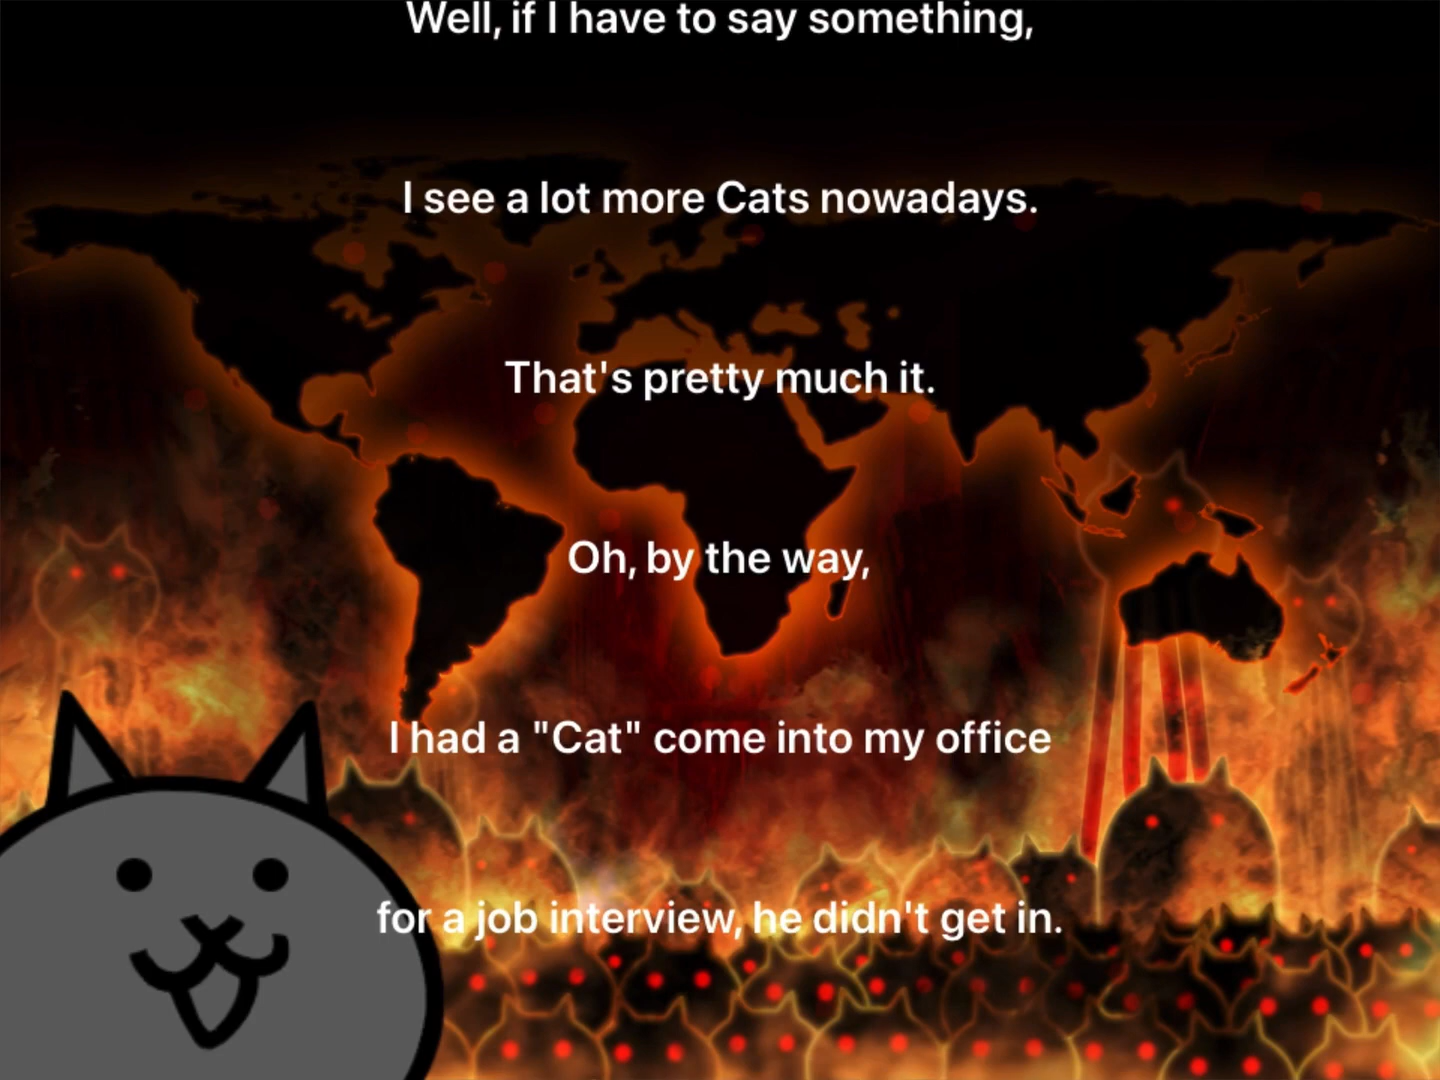 Well, if I have to say something,
I see a lot more Cats nowadays.
That's pretty much it.
Oh, by the way,
I had a "Cat" come into my office
for a job interview, he didn't get in.